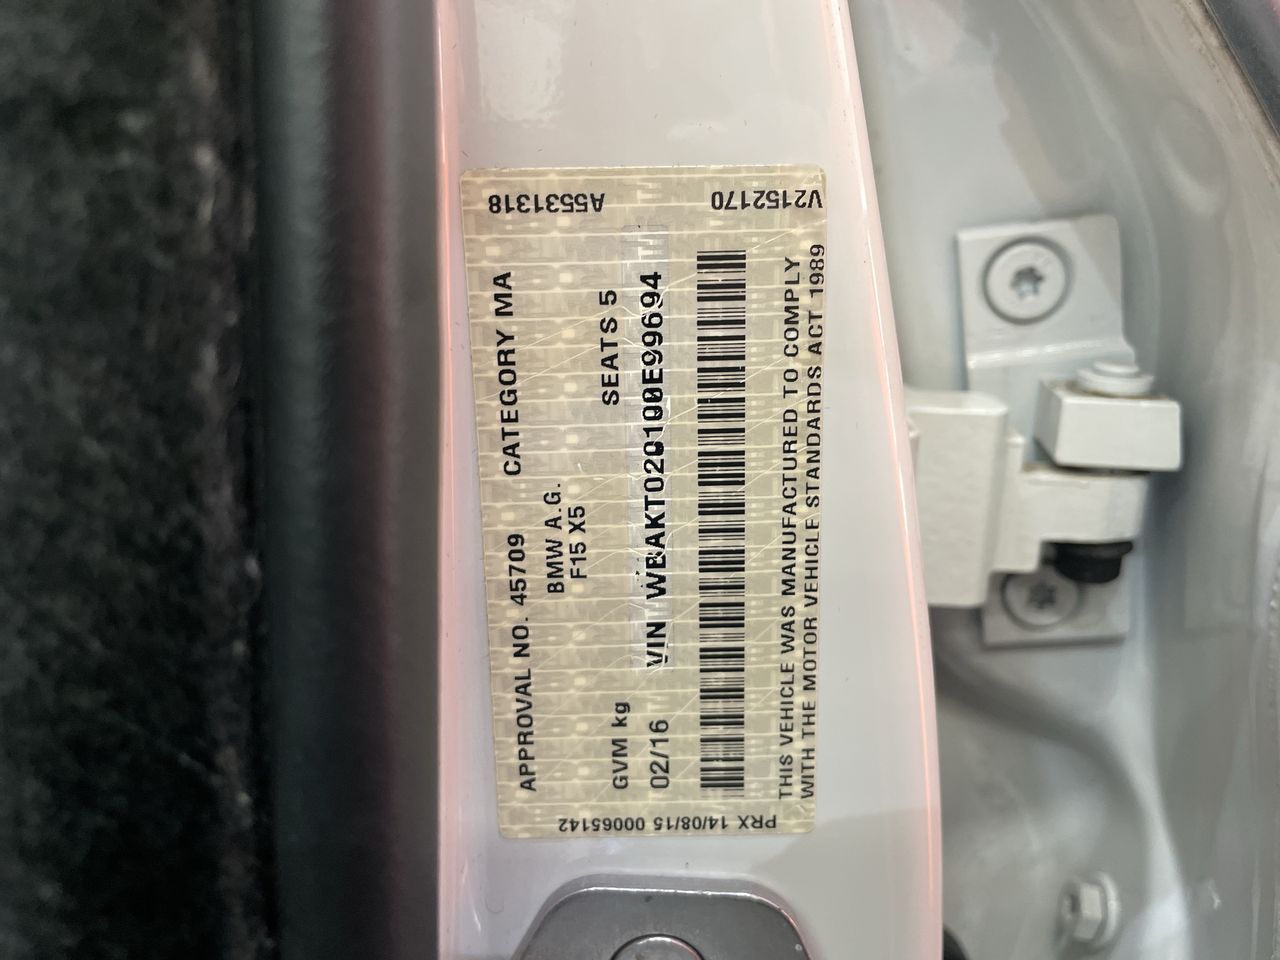 APPROVAL NO. 45709 CATEGORY MA
BMW A.G.
F15 X5
GVM kg SEATS 5
02/16 VIN WBAKT020100E99694
THIS VEHICLE WAS MANUFACTURED TO COMPLY
WITH THE MOTOR VEHICLE STANDARDS ACT 1989
PRX 14/08/15 00065142
A5531318
V2152170